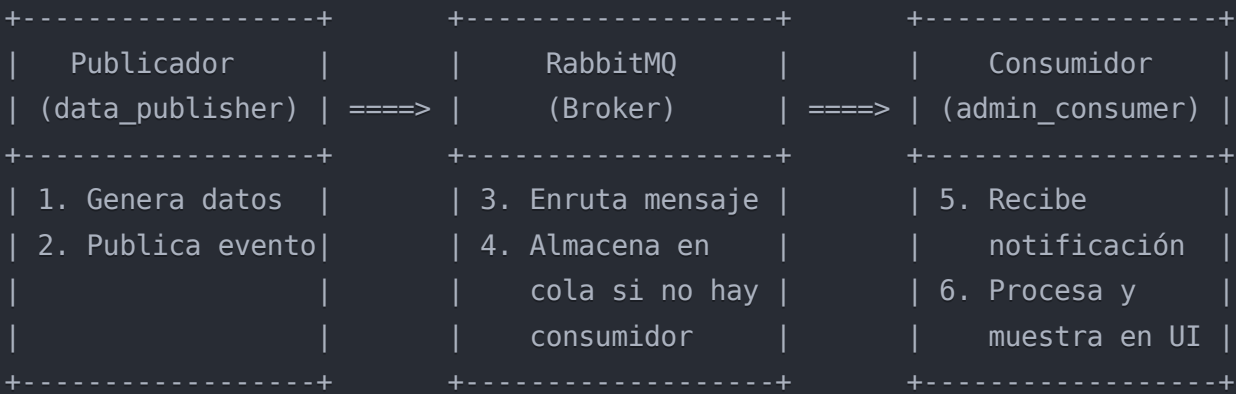 +------------------+       +--------------------+       +------------------+
|   Publicador     |       |     RabbitMQ       |       |    Consumidor    |
| (data_publisher) | ====> |     (Broker)       | ====> | (admin_consumer) |
+------------------+       +--------------------+       +------------------+
| 1. Genera datos  |       | 3. Enruta mensaje |       | 5. Recibe        |
| 2. Publica evento|       | 4. Almacena en    |       |    notificación  |
|                  |       |    cola si no hay |       | 6. Procesa y     |
|                  |       |    consumidor     |       |    muestra en UI |
+------------------+       +--------------------+       +------------------+